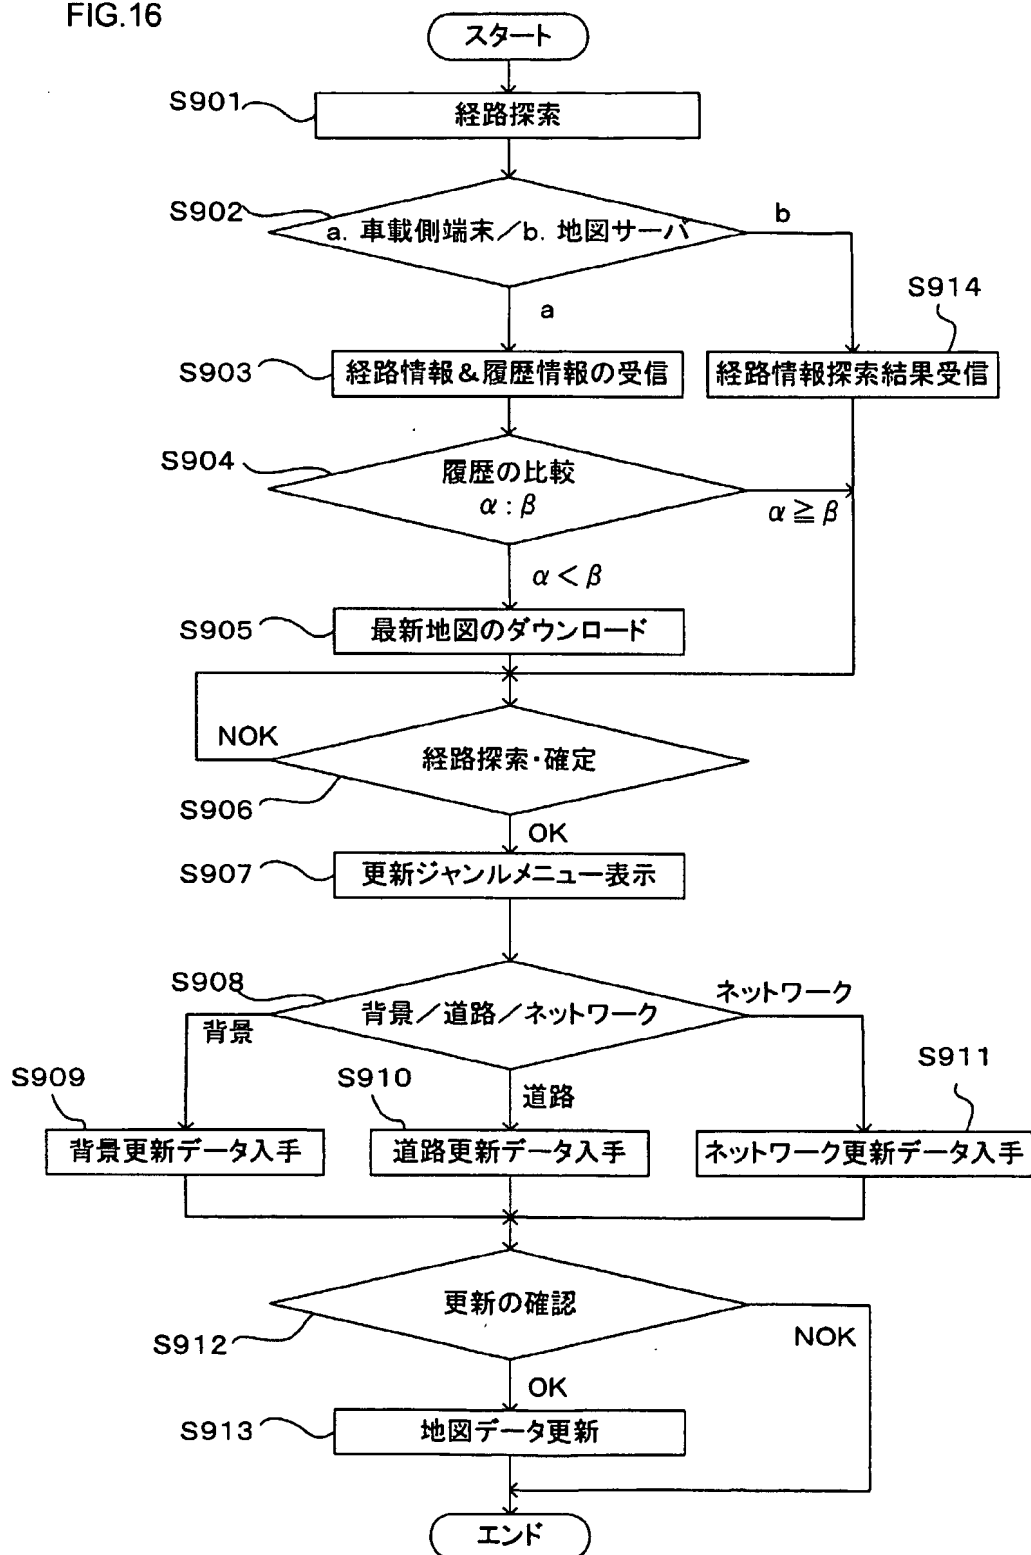 FIG.16
スタート
S901
経路探索
S902
a. 車載側端末／b. 地図サーバ
b
a
S914
S903
経路情報＆履歴情報の受信
経路情報探索結果受信
S904
履歴の比較
α : β
α ≧ β
α < β
S905
最新地図のダウンロード
NOK
経路探索・確定
S906
OK
S907
更新ジャンルメニュー表示
S908
背景／道路／ネットワーク
ネットワーク
背景
道路
S909
S910
S911
背景更新データ入手
道路更新データ入手
ネットワーク更新データ入手
更新の確認
S912
NOK
OK
S913
地図データ更新
エンド